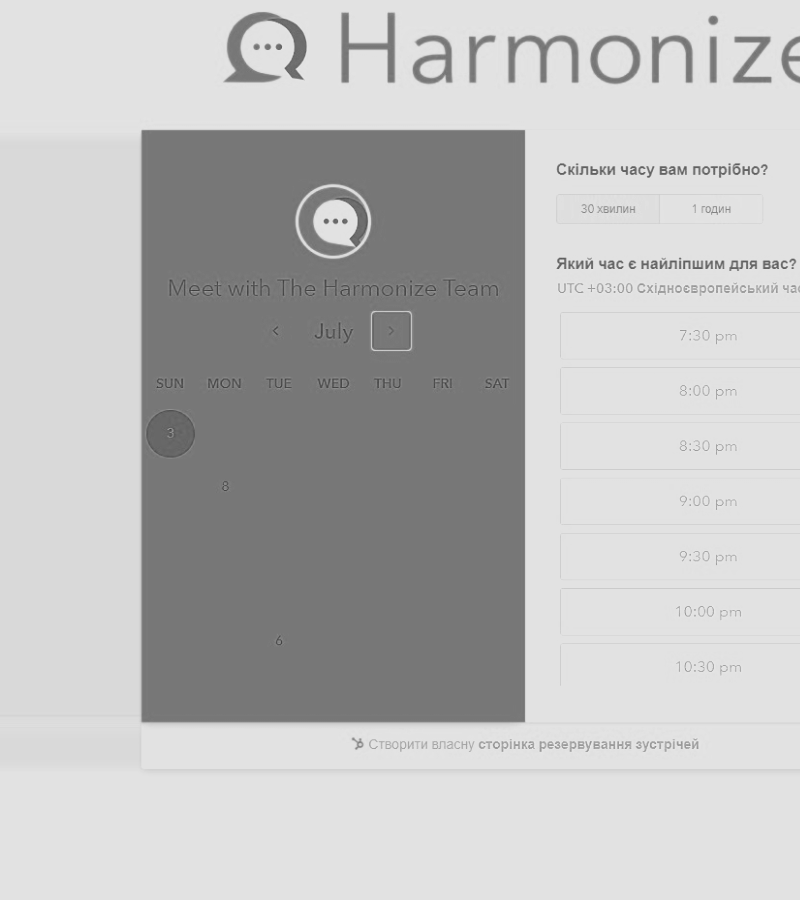 Harmonize
Meet with The Harmonize Team
July
SUN MON TUE WED THU FRI SAT
3
8
6
Скільки часу вам потрібно?
30 хвилин 1 годин
Який час є найліпшим для вас?
UTC +03:00 Східноєвропейський час
7:30 pm
8:00 pm
8:30 pm
9:00 pm
9:30 pm
10:00 pm
10:30 pm
Створити власну сторінка резервування зустрічей